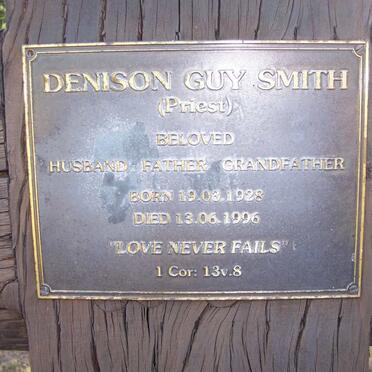 DENISON GUY SMITH
(Priest)
BELOVED
HUSBAND FATHER GRANDFATHER
BORN 19.03.1928
DIED 13.06.1996
"LOVE NEVER FAILS"
1 Cor: 13v.8